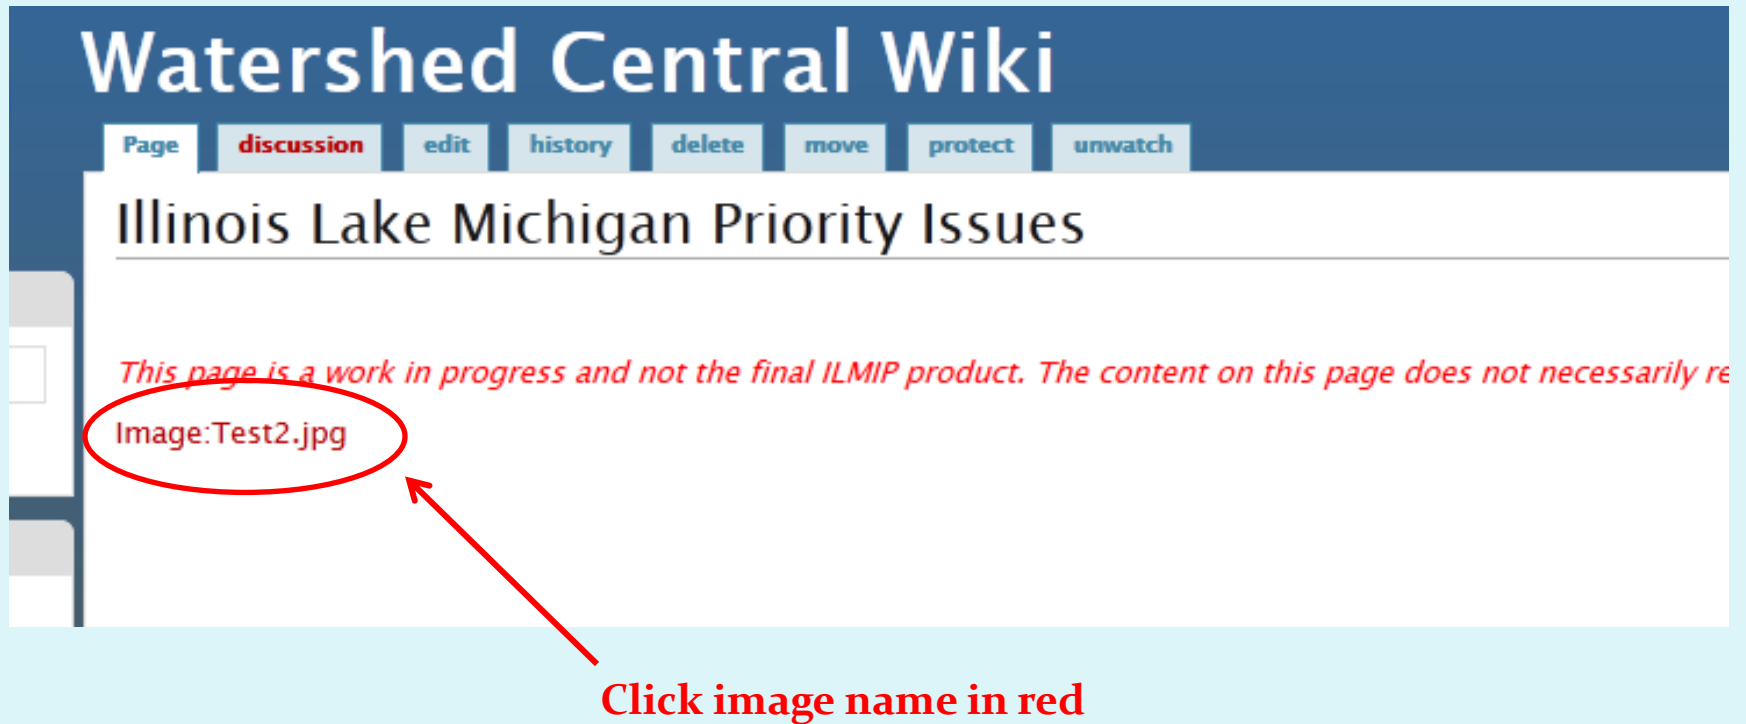 Watershed Central Wiki
Page discussion edit history delete move protect unwatch
Illinois Lake Michigan Priority Issues
This page is a work in progress and not the final ILMIP product. The content on this page does not necessarily re
Image:Test2.jpg
Click image name in red